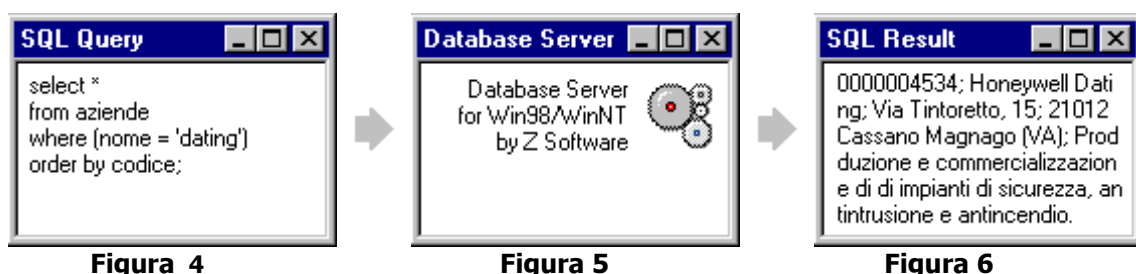 SQL Query
select *
from aziende
where (nome = 'dating')
order by codice;
Database Server
Database Server
for Win98/WinNT
by Z Software
SQL Result
0000004534; Honeywell Dati
ng; Via Tintoretto, 15; 21012
Cassano Magnago (VA); Prod
duzione e commercializzazion
e di di impianti di sicurezza, an
tintrusione e antincendio.
Figura 4
Figura 5
Figura 6